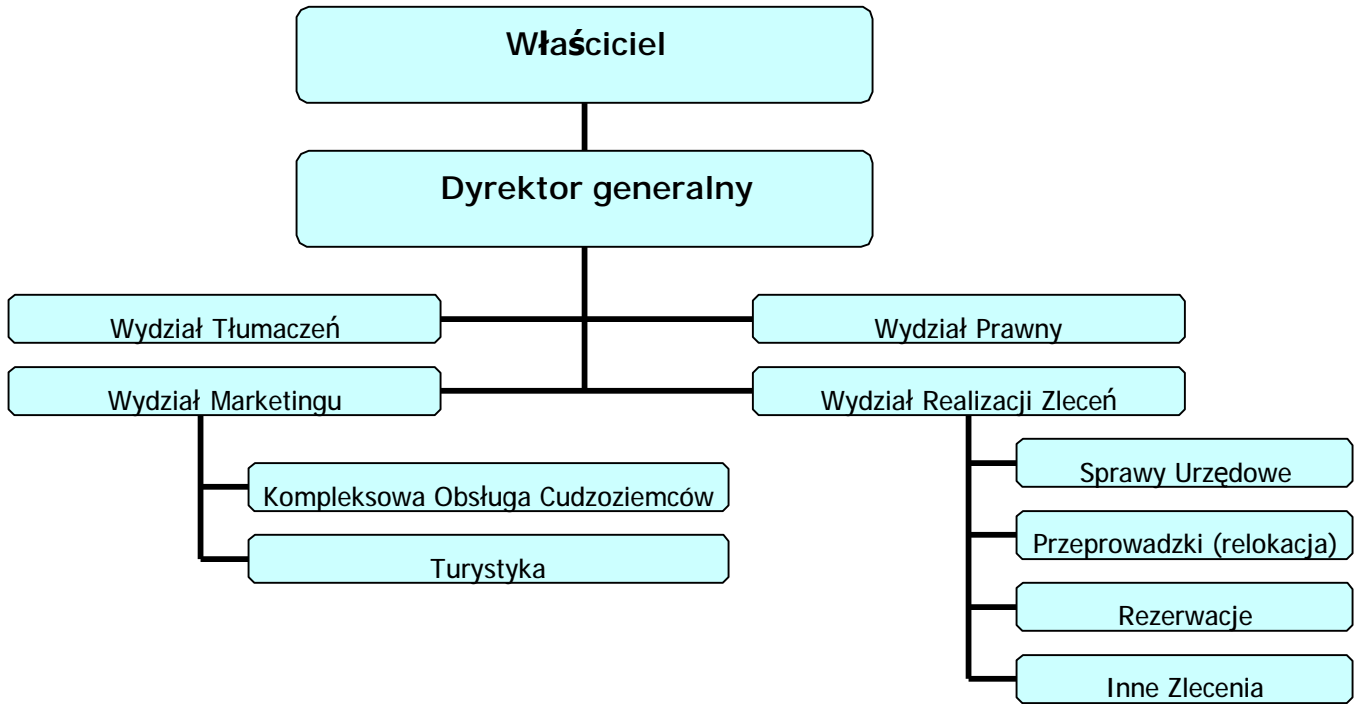 Właściciel
Dyrektor generalny
Wydział Tłumaczeń
Wydział Prawny
Wydział Marketingu
Wydział Realizacji Zleceń
Kompleksowa Obsługa Cudzoziemców
Turystyka
Sprawy Urzędowe
Przeprowadzki (relokacja)
Rezerwacje
Inne Zlecenia